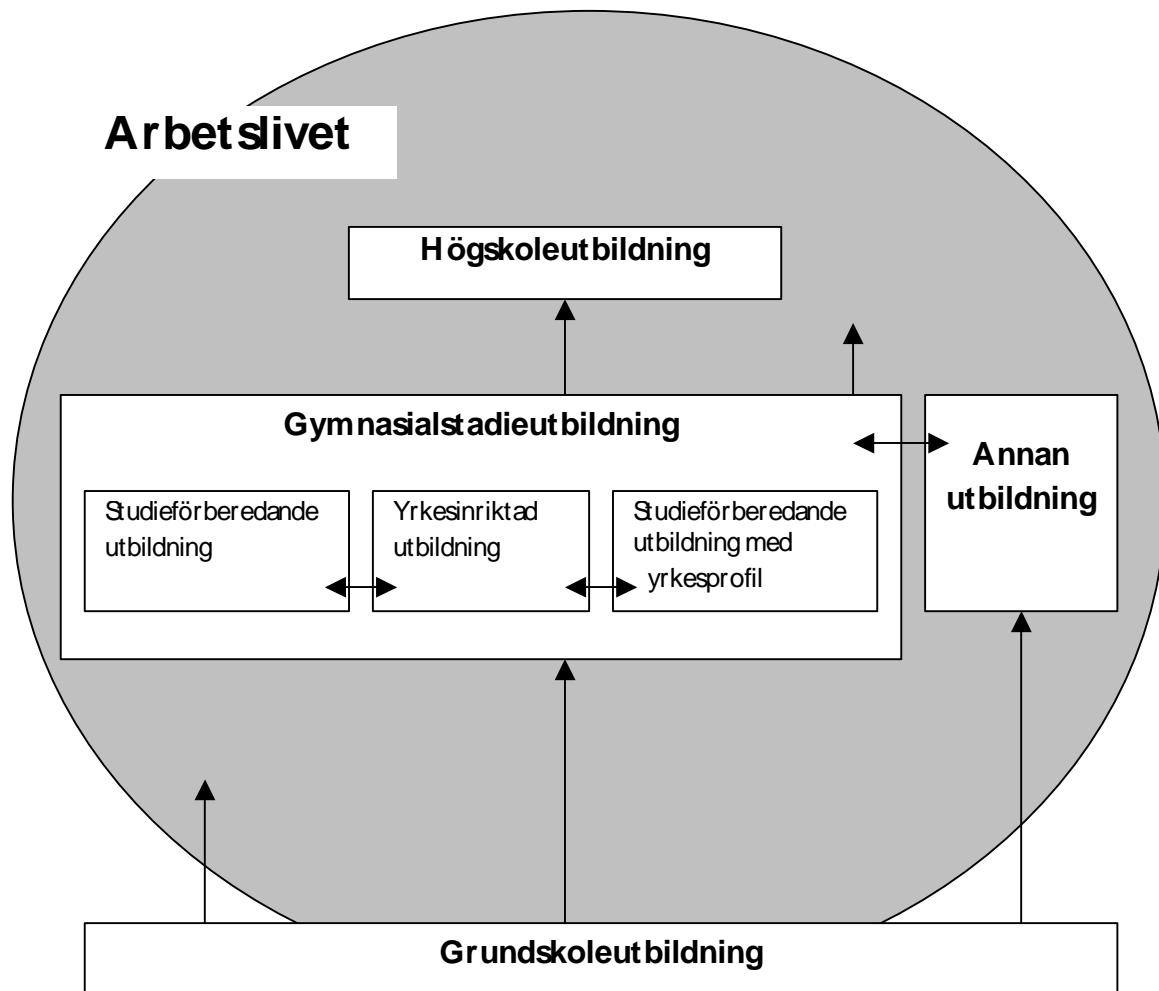 Arbetslivet
Högskoleutbildning
Gymnasialstadieutbildning
Annan
utbildning
Studieförberedande
utbildning
Yrkesinriktad
utbildning
Studieförberedande
utbildning med
yrkesprofil
Grundskoleutbildning